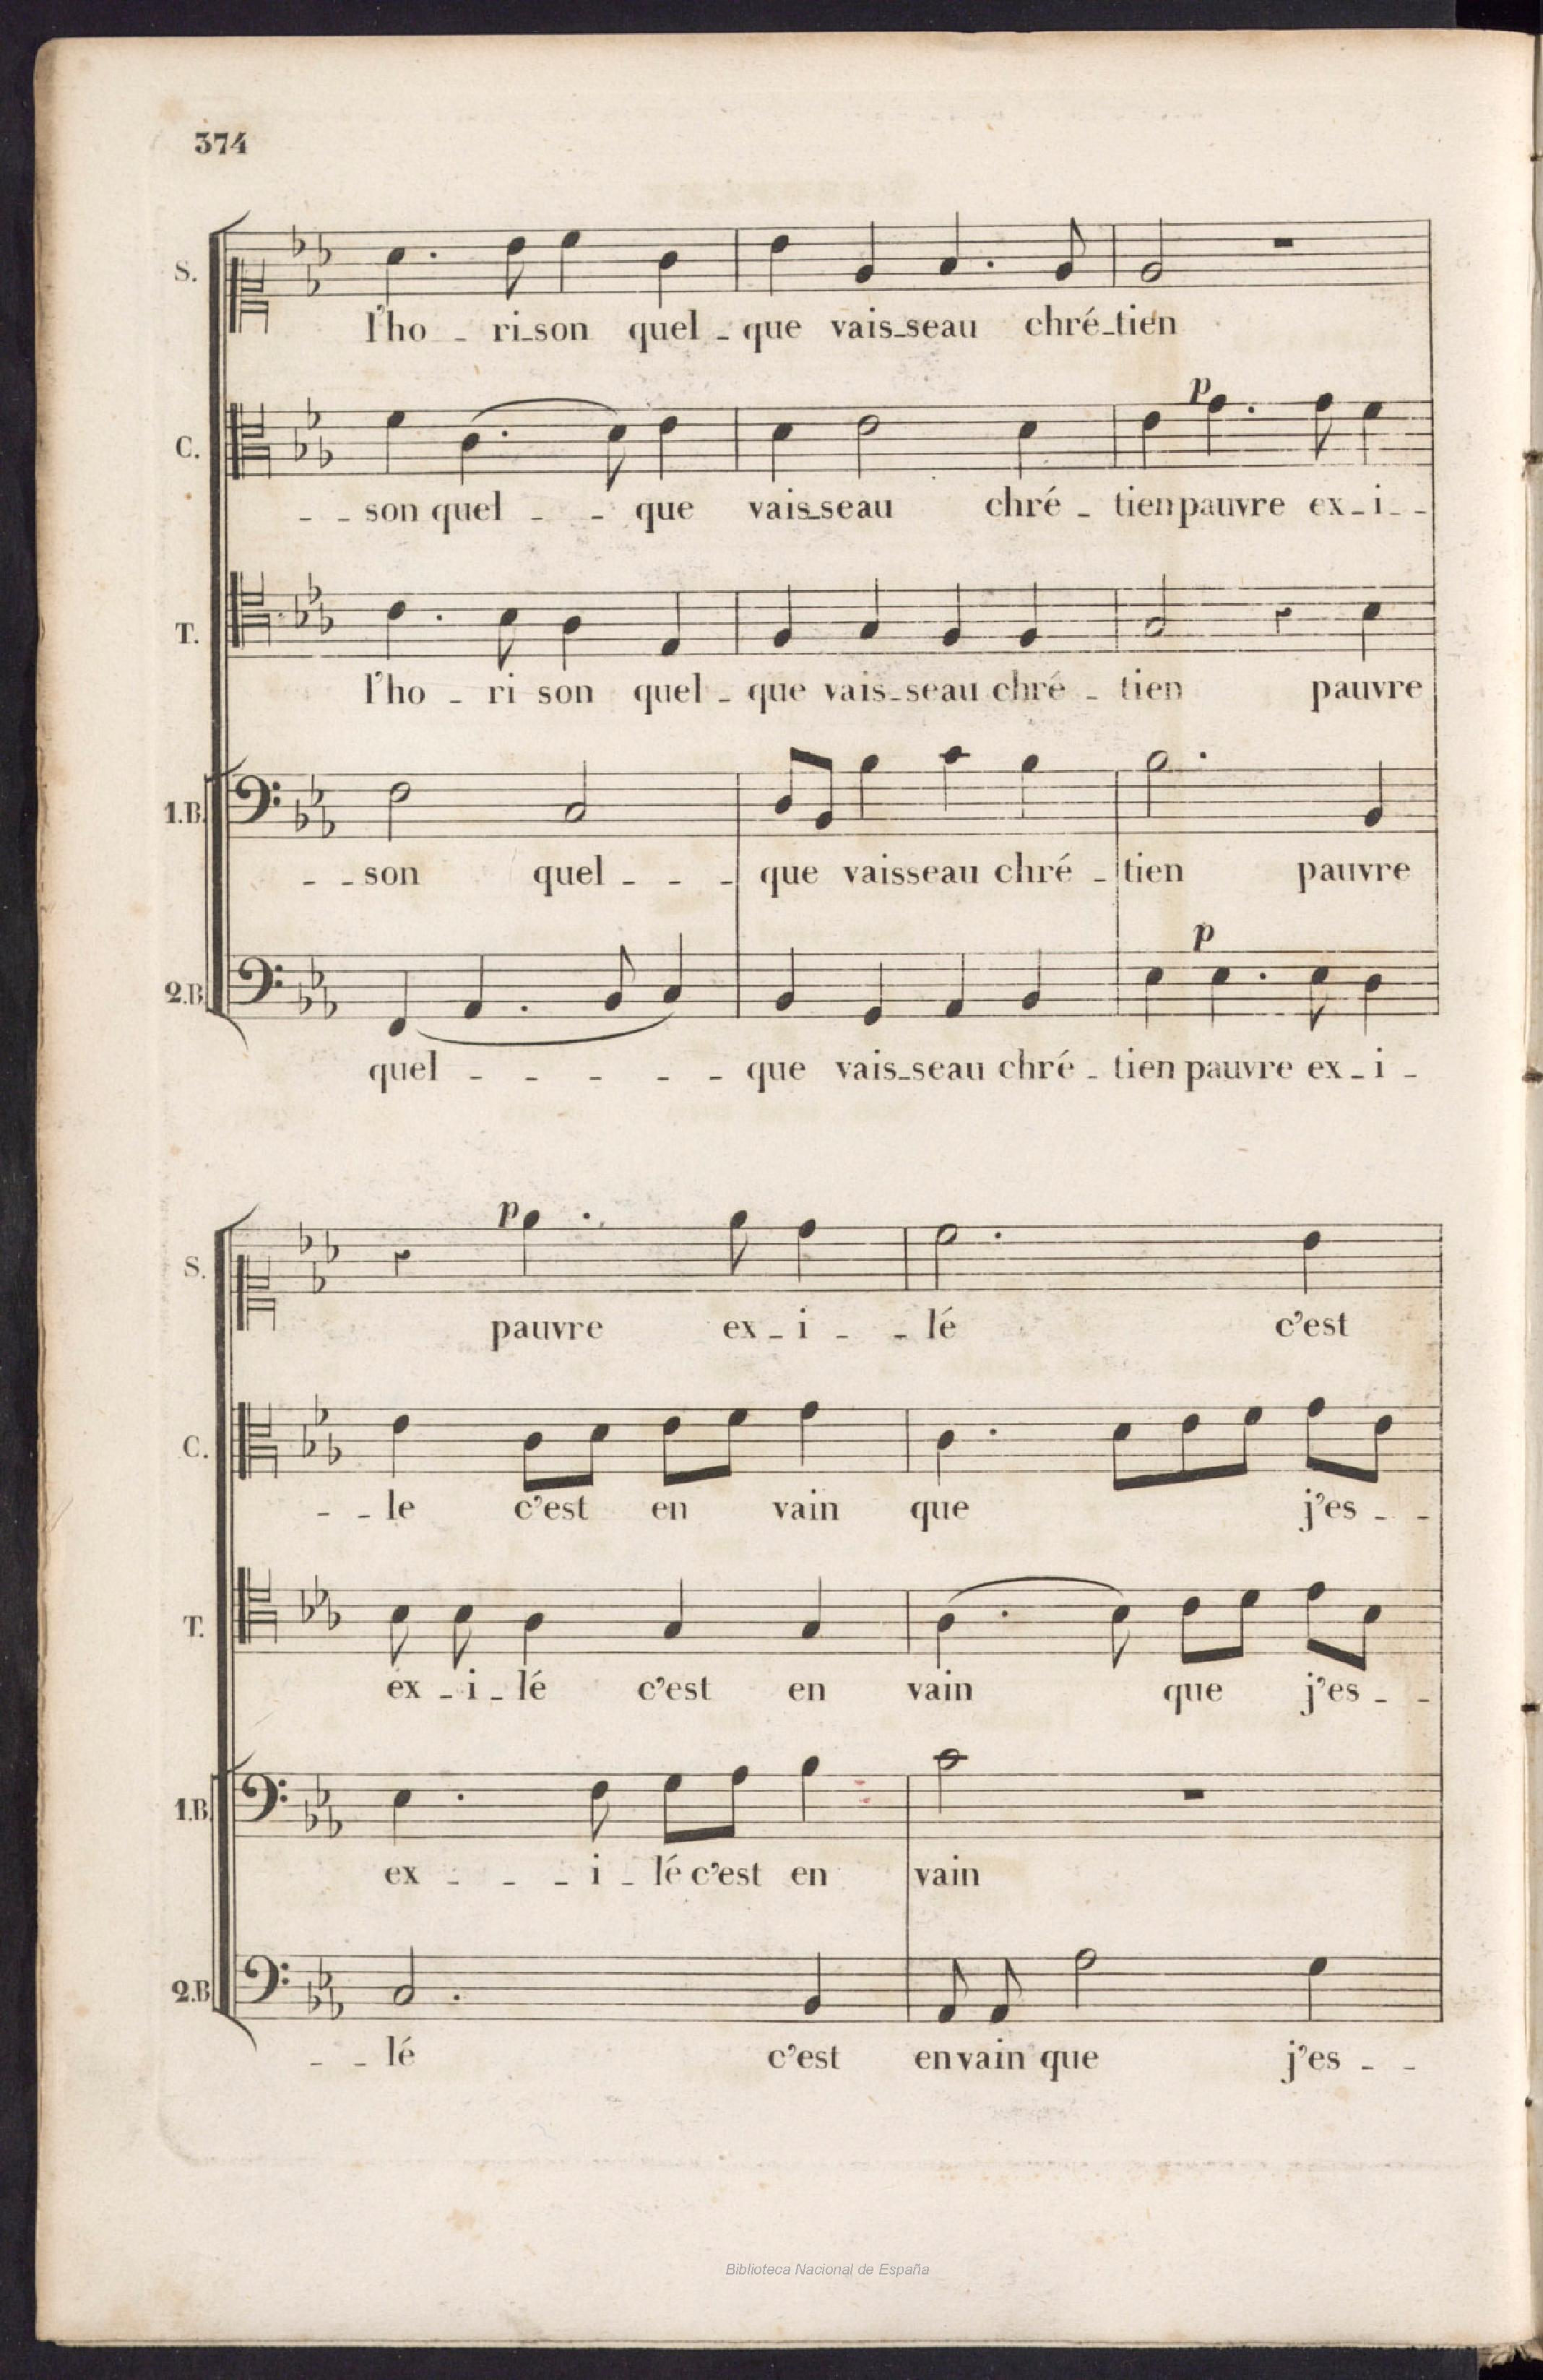 374
S.
l'ho _ ri_son quel _ que vais_seau chré_tien
p
C.
_ _ son quel _ _ que vais_seau chré _ tien pauvre ex _ i _ _
T.
l'ho _ ri son quel _ que vais_seau chré _ tien pauvre
1.B.
_ _ son quel _ _ _ que vaisseau chré _ tien pauvre
p
2.B.
quel _ _ _ _ _ que vais_seau chré _ tien pauvre ex _ i _
p
S.
pauvre ex _ i _ _ lé c'est
C.
_ _ le c'est en vain que j'es _ _
T.
ex _ i _ lé c'est en vain que j'es _ _
1.B.
ex _ _ _ i _ lé c'est en vain
2.B.
_ _ lé c'est en vain que j'es _ _
Biblioteca Nacional de España